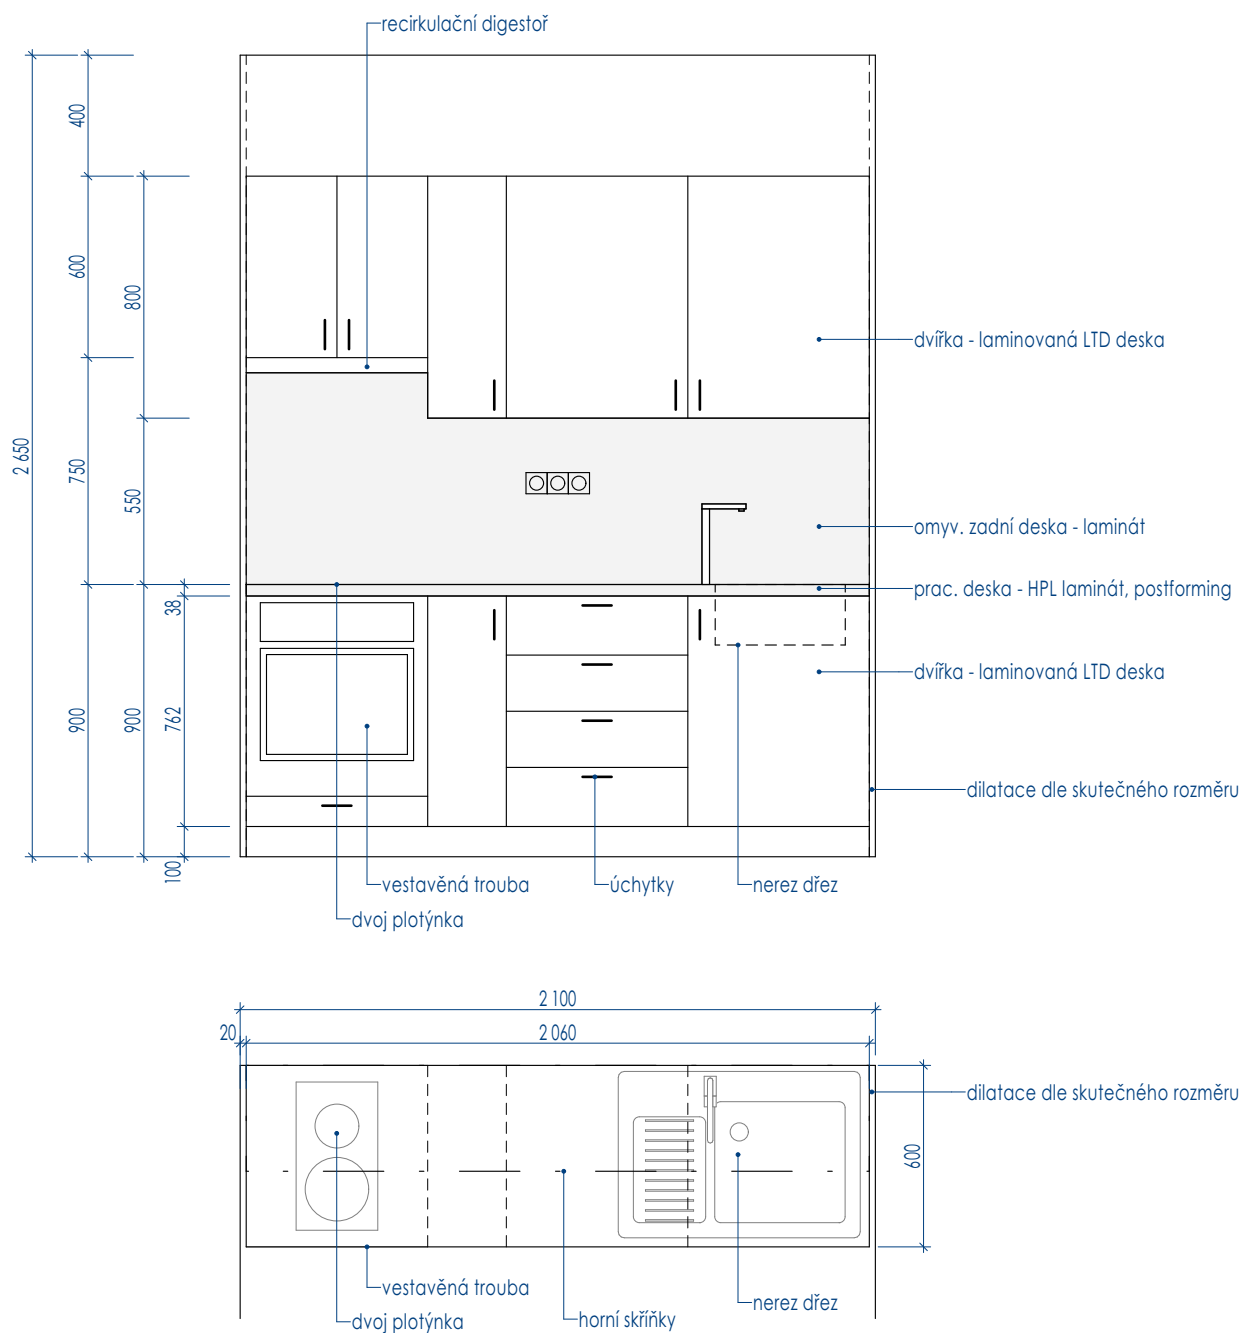 recirkulační digestoř
400
600
800
dvířka - laminovaná LTD deska
2 650
750
550
omyv. zadní deska - laminát
prac. deska - HPL laminát, postforming
38
dvířka - laminovaná LTD deska
900
900
762
dilatace dle skutečného rozměru
100
vestavěná trouba
úchytky
nerez dřez
dvoj plotýnka
2 100
20
2 060
dilatace dle skutečného rozměru
600
vestavěná trouba
nerez dřez
dvoj plotýnka
horní skříňky